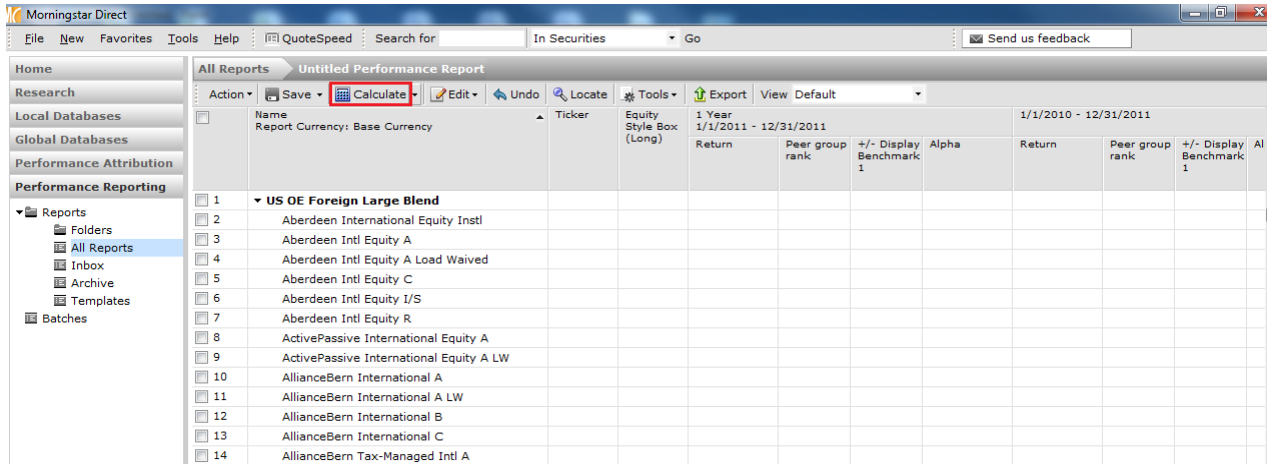 Morningstar Direct
File New Favorites Tools Help QuoteSpeed Search for In Securities Go Send us feedback
Home
Research
Local Databases
Global Databases
Performance Attribution
Performance Reporting
Reports
Folders
All Reports
Inbox
Archive
Templates
Batches
All Reports Untitled Performance Report
Action Save Calculate Edit Undo Locate Tools Export View Default
Name
Report Currency: Base Currency
Ticker
Equity
Style Box
(Long)
1 Year
1/1/2011 - 12/31/2011
Return
Peer group
rank
+/- Display
Benchmark
1
Alpha
1/1/2010 - 12/31/2011
Return
Peer group
rank
+/- Display
Benchmark
1
Al
1 US OE Foreign Large Blend
2 Aberdeen International Equity Instl
3 Aberdeen Intl Equity A
4 Aberdeen Intl Equity A Load Waived
5 Aberdeen Intl Equity C
6 Aberdeen Intl Equity I/S
7 Aberdeen Intl Equity R
8 ActivePassive International Equity A
9 ActivePassive International Equity A LW
10 AllianceBern International A
11 AllianceBern International A LW
12 AllianceBern International B
13 AllianceBern International C
14 AllianceBern Tax-Managed Intl A